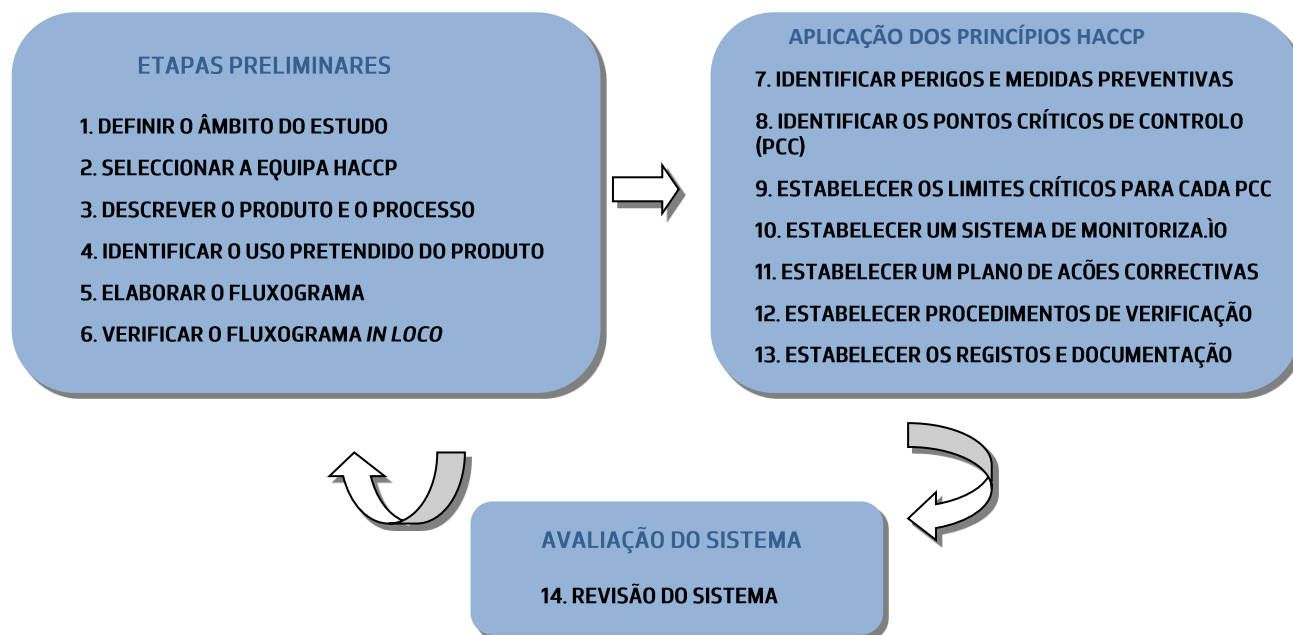 ETAPAS PRELIMINARES
1. DEFINIR O ÂMBITO DO ESTUDO
2. SELECCIONAR A EQUIPA HACCP
3. DESCREVER O PRODUTO E O PROCESSO
4. IDENTIFICAR O USO PRETENDIDO DO PRODUTO
5. ELABORAR O FLUXOGRAMA
6. VERIFICAR O FLUXOGRAMA IN LOCO
APLICAÇÃO DOS PRINCÍPIOS HACCP
7. IDENTIFICAR PERIGOS E MEDIDAS PREVENTIVAS
8. IDENTIFICAR OS PONTOS CRÍTICOS DE CONTROLO
(PCC)
9. ESTABELECER OS LIMITES CRÍTICOS PARA CADA PCC
10. ESTABELECER UM SISTEMA DE MONITORIZA.ÌO
11. ESTABELECER UM PLANO DE ACÕES CORRECTIVAS
12. ESTABELECER PROCEDIMENTOS DE VERIFICAÇÃO
13. ESTABELECER OS REGISTOS E DOCUMENTAÇÃO
AVALIAÇÃO DO SISTEMA
14. REVISÃO DO SISTEMA